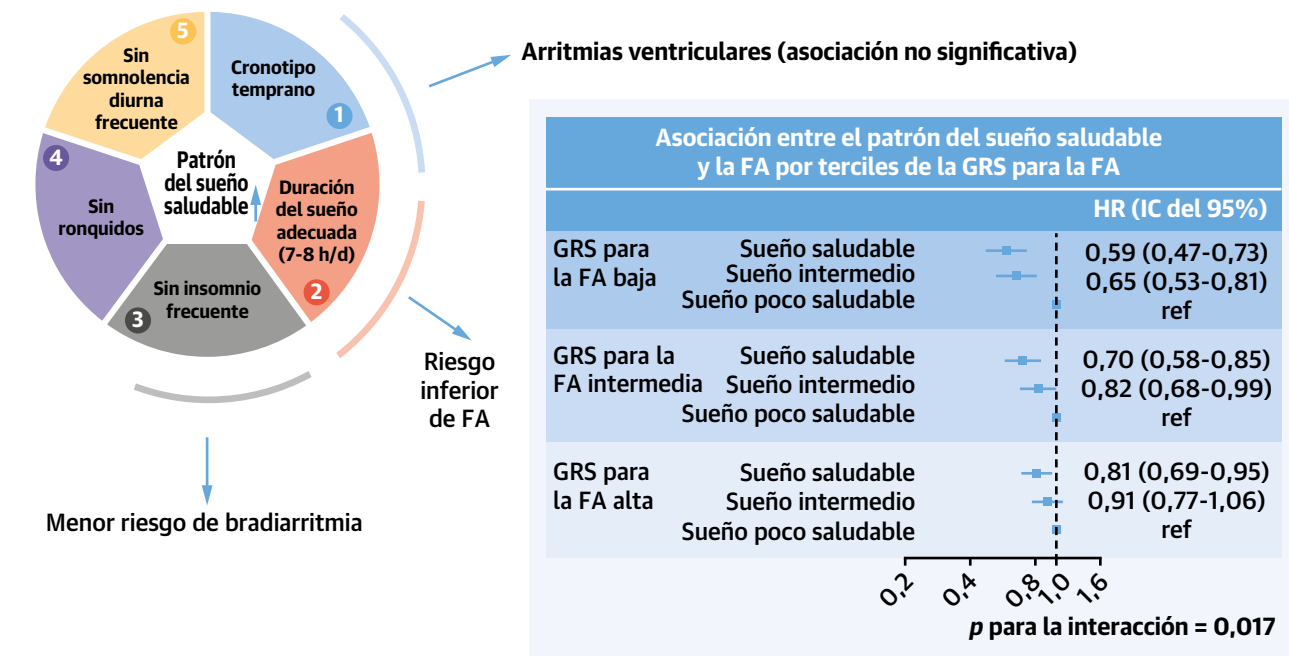 5
Sin
somnolencia
diurna
frecuente
Cronotipo
temprano
1
4
Sin
ronquidos
Patrón
del sueño
saludable
Duración
del sueño
adecuada
(7-8 h/d)
2
Sin insomnio
frecuente
3
Arritmias ventriculares (asociación no significativa)
Riesgo
inferior
de FA
Menor riesgo de bradiarritmia
Asociación entre el patrón del sueño saludable
y la FA por terciles de la GRS para la FA
HR (IC del 95%)
GRS para
la FA baja
Sueño saludable 0,59 (0,47-0,73)
Sueño intermedio 0,65 (0,53-0,81)
Sueño poco saludable ref
GRS para la
FA intermedia
Sueño saludable 0,70 (0,58-0,85)
Sueño intermedio 0,82 (0,68-0,99)
Sueño poco saludable ref
GRS para
la FA alta
Sueño saludable 0,81 (0,69-0,95)
Sueño intermedio 0,91 (0,77-1,06)
Sueño poco saludable ref
0,2 0,4 0,8 1,0 1,6
p para la interacción = 0,017